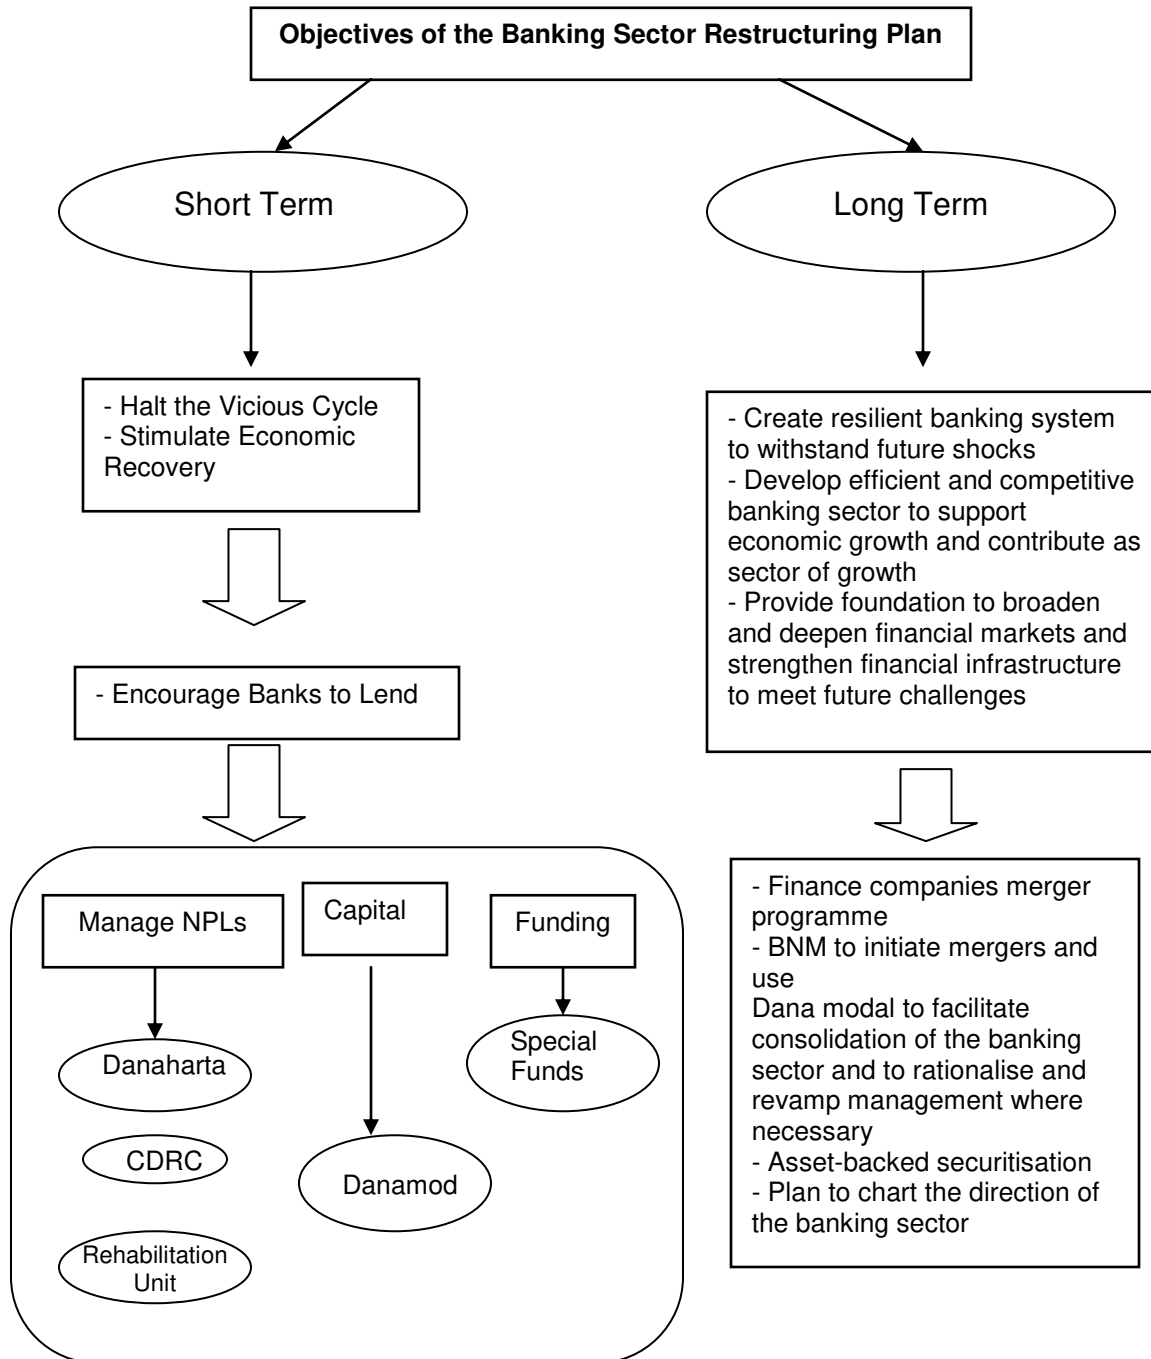 Objectives of the Banking Sector Restructuring Plan
Short Term
Long Term
- Halt the Vicious Cycle
- Stimulate Economic
Recovery
- Encourage Banks to Lend
Manage NPLs
Capital
Funding
Danaharta
CDRC
Rehabilitation
Unit
Danamod
Special
Funds
- Create resilient banking system
to withstand future shocks
- Develop efficient and competitive
banking sector to support
economic growth and contribute as
sector of growth
- Provide foundation to broaden
and deepen financial markets and
strengthen financial infrastructure
to meet future challenges
- Finance companies merger
programme
- BNM to initiate mergers and
use
Dana modal to facilitate
consolidation of the banking
sector and to rationalise and
revamp management where
necessary
- Asset-backed securitisation
- Plan to chart the direction of
the banking sector